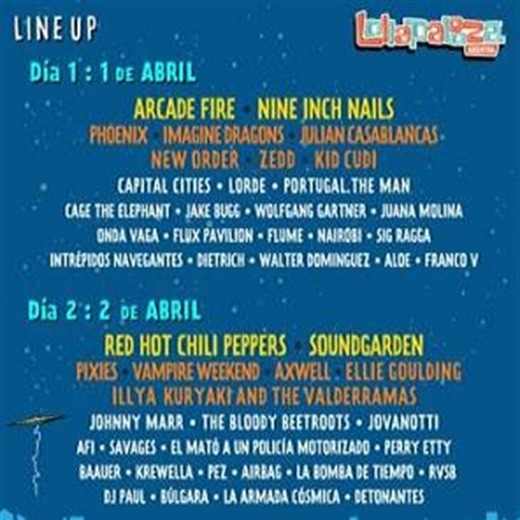 LINE UP
Lollapalooza
ARGENTINA
Día 1 : 1 DE ABRIL
ARCADE FIRE • NINE INCH NAILS
PHOENIX • IMAGINE DRAGONS • JULIAN CASABLANCAS
NEW ORDER • ZEDD • KID CUDI
CAPITAL CITIES • LORDE • PORTUGAL.THE MAN
CAGE THE ELEPHANT • JAKE BUGG • WOLFGANG GARTNER • JUANA MOLINA
ONDA VAGA • FLUX PAVILION • FLUME • NAIROBI • SIG RAGGA
INTRÉPIDOS NAVEGANTES • DIETRICH • WALTER DOMINGUEZ • ALOE • FRANCO V
Día 2 : 2 DE ABRIL
RED HOT CHILI PEPPERS • SOUNDGARDEN
PIXIES • VAMPIRE WEEKEND • AXWELL • ELLIE GOULDING
ILLYA KURYAKI AND THE VALDERRAMAS
JOHNNY MARR • THE BLOODY BEETROOTS • JOVANOTTI
AFI • SAVAGES • EL MATÓ A UN POLICÍA MOTORIZADO • PERRY ETTY
BAAUER • KREWELLA • PEZ • AIRBAG • LA BOMBA DE TIEMPO • RVSB
DJ PAUL • BÚLGARA • LA ARMADA CÓSMICA • DETONANTES